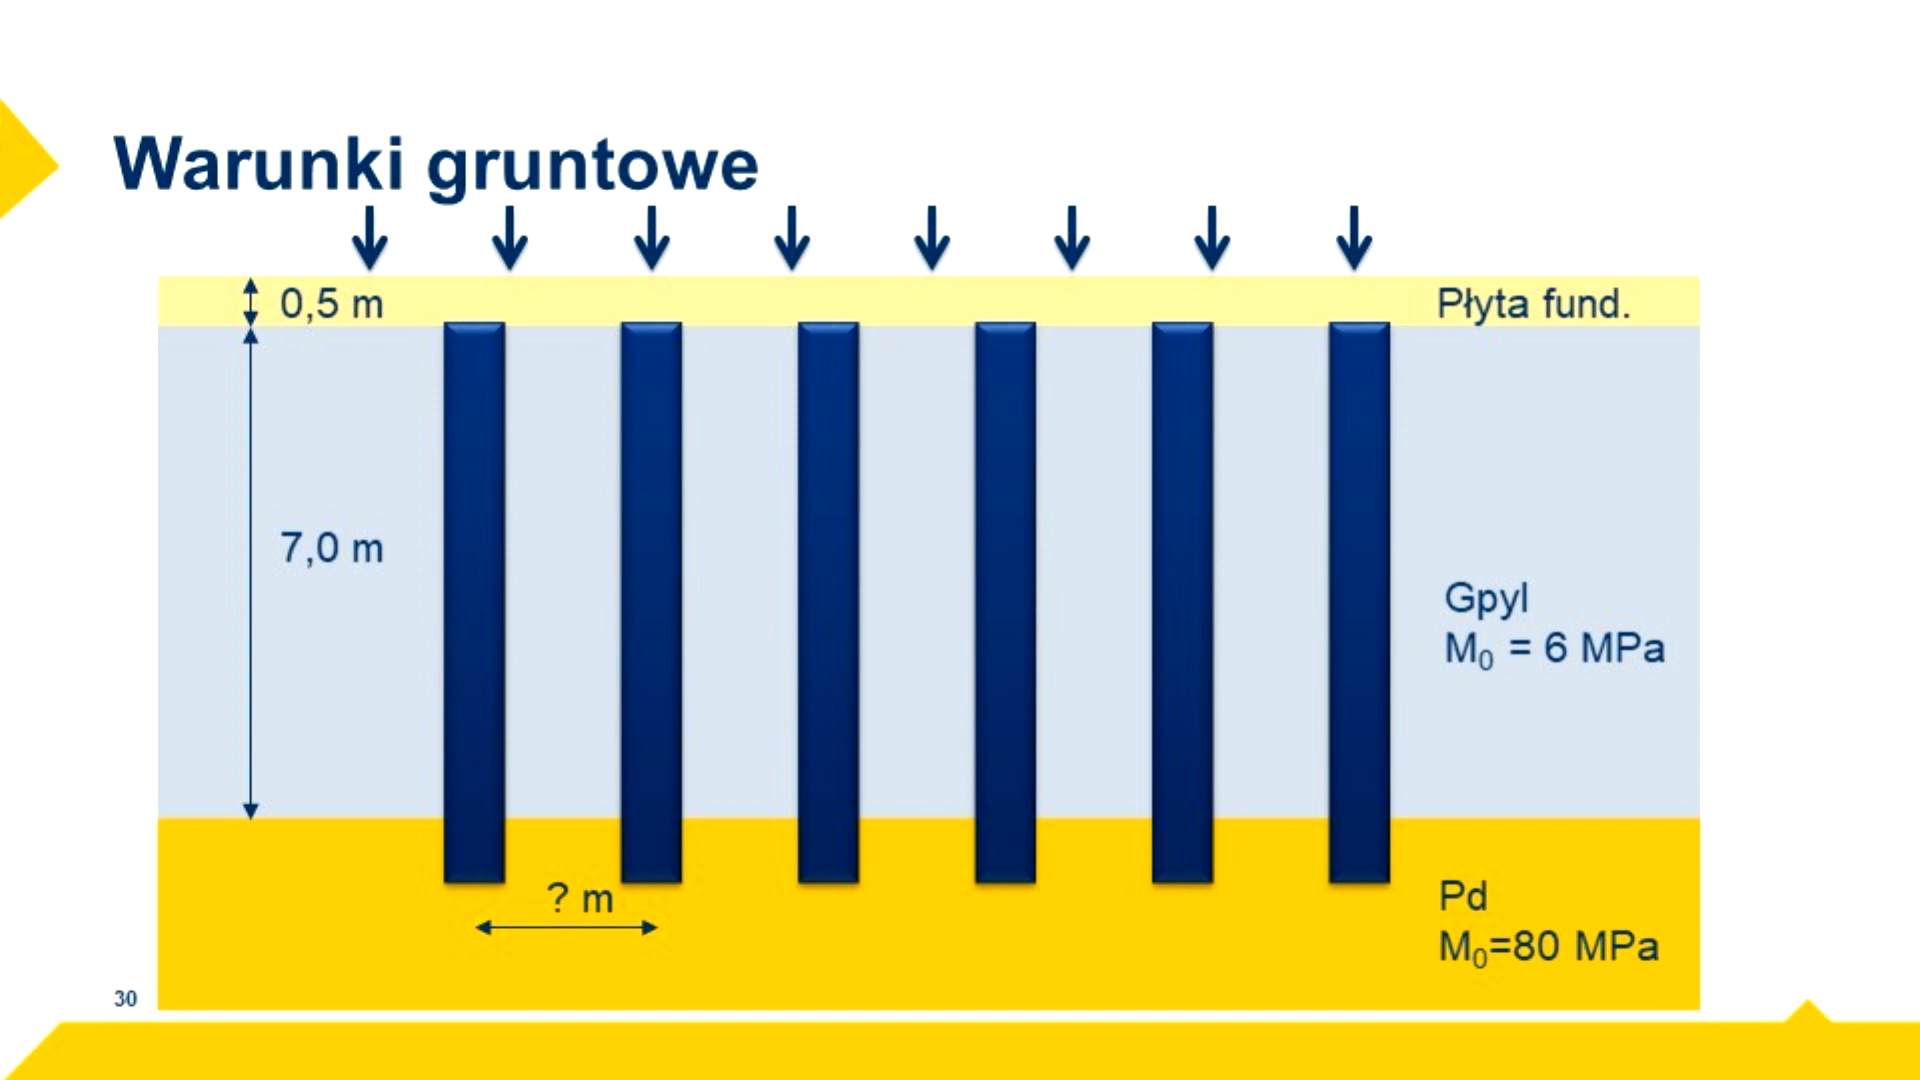 Warunki gruntowe
0,5 m
Płyta fund.
7,0 m
Gpyl
M₀ = 6 MPa
? m
Pd
M₀=80 MPa
30